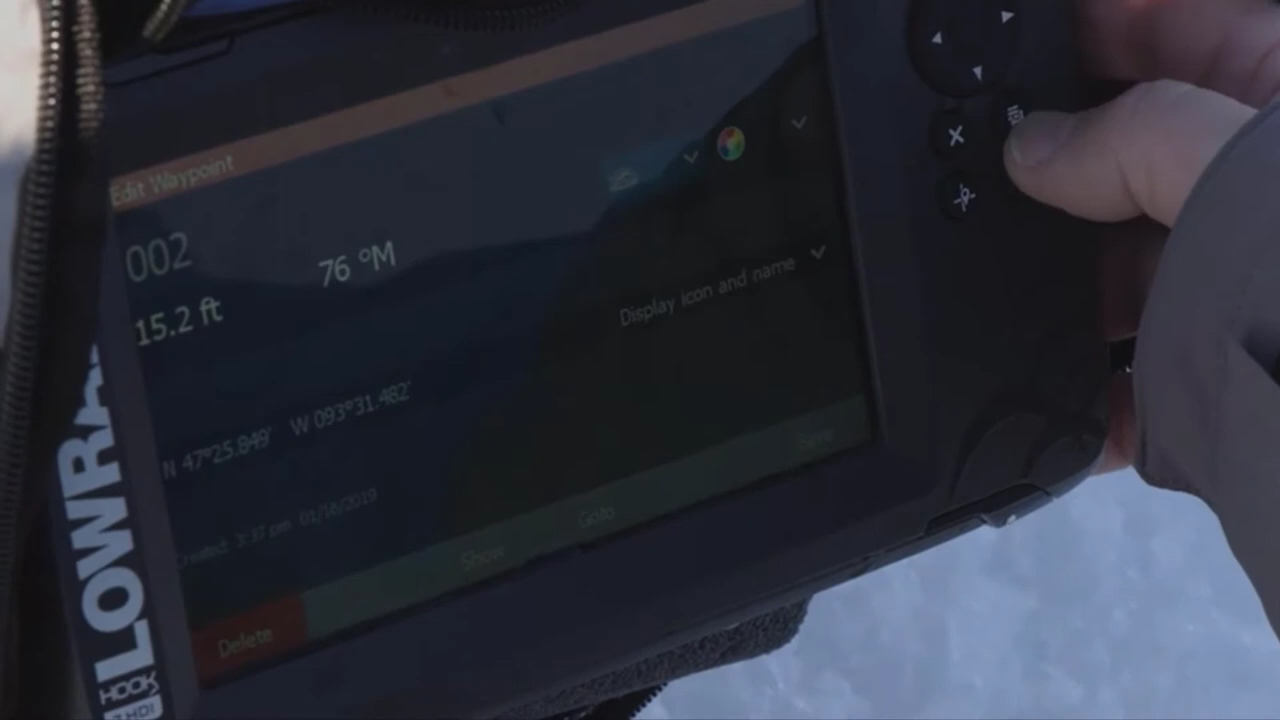 Edit Waypoint
002
15.2 ft
76 °M
Display icon and name
N 47°25.849' W 093°31.482'
3:37 pm 01/16/2019
Delete
Show
Goto
Save
LOWRA
HOOK
HDI